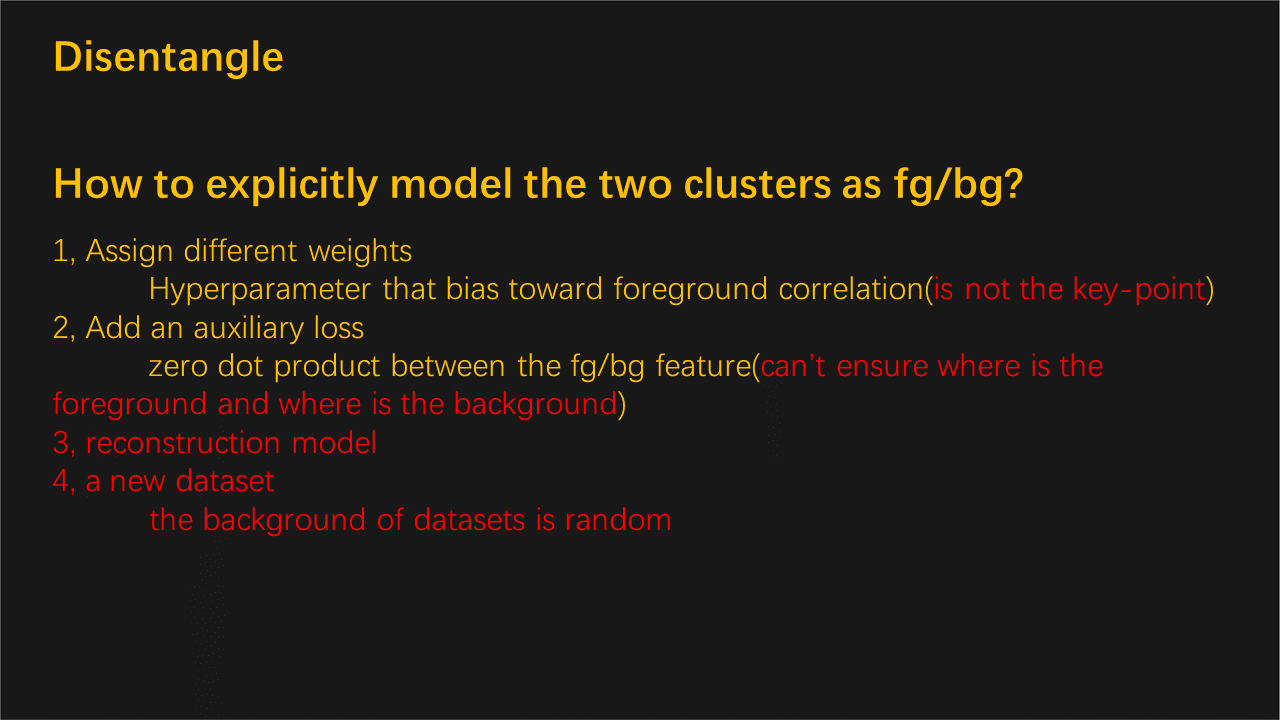 Disentangle
How to explicitly model the two clusters as fg/bg?
1, Assign different weights
Hyperparameter that bias toward foreground correlation(is not the key-point)
2, Add an auxiliary loss
zero dot product between the fg/bg feature(can't ensure where is the
foreground and where is the background)
3, reconstruction model
4, a new dataset
the background of datasets is random